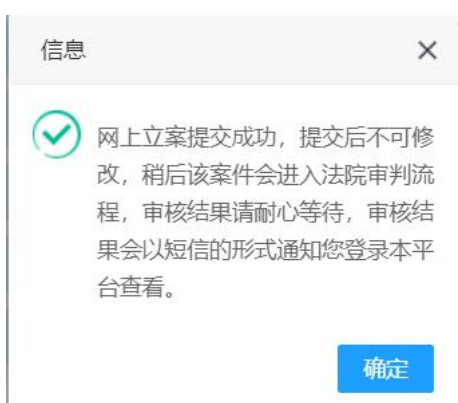 信息
网上立案提交成功，提交后不可修
改，稍后该案件会进入法院审判流
程，审核结果请耐心等待，审核结
果会以短信的形式通知您登录本平
台查看。
确定